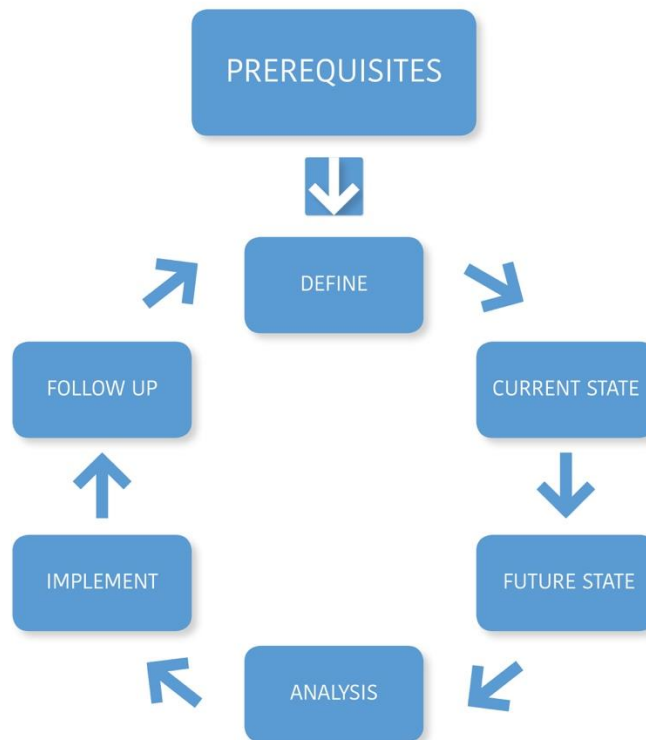 PREREQUISITES
DEFINE
CURRENT STATE
FUTURE STATE
ANALYSIS
IMPLEMENT
FOLLOW UP